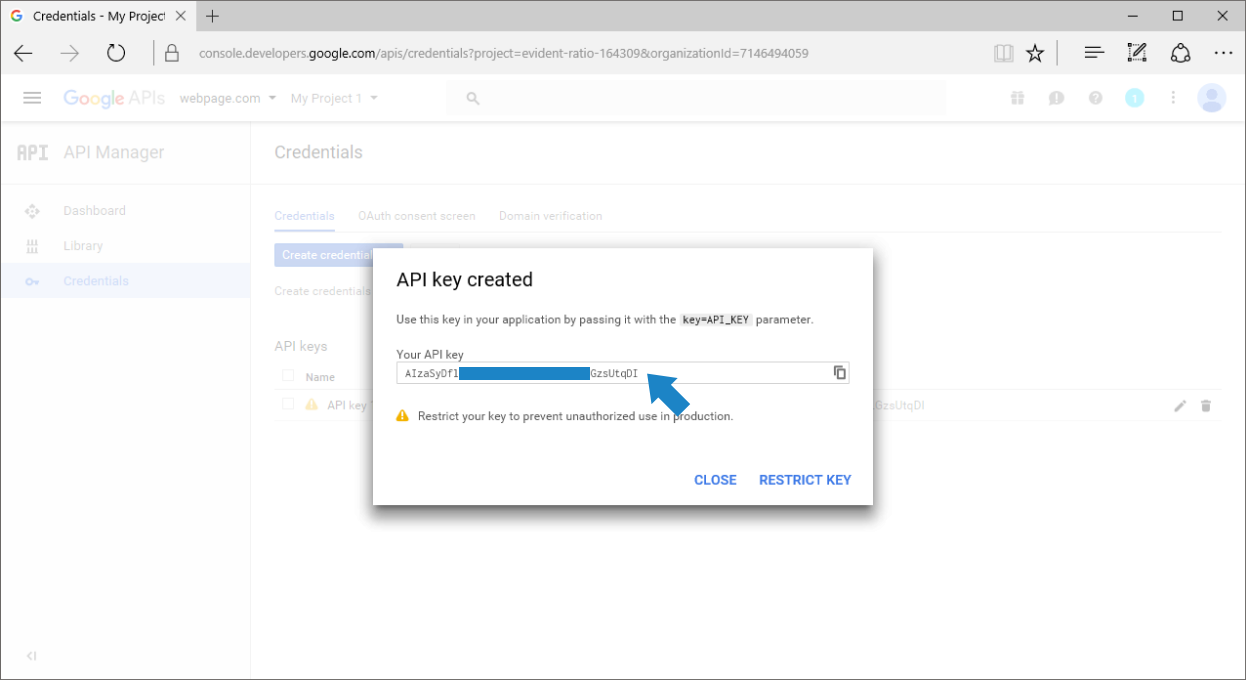 Credentials - My Project
console.developers.google.com/apis/credentials?project=evident-ratio-164309&organizationId=7146494059
Google APIs webpage.com My Project 1
1
API API Manager
Credentials
Dashboard
Library
Credentials
Credentials OAuth consent screen Domain verification
Create credential
Create credentials
API keys
Name
API key
GzsUtqDI
API key created
Use this key in your application by passing it with the key=API_KEY parameter.
Your API key
AIzaSyDfl GzsUtqDI
Restrict your key to prevent unauthorized use in production.
CLOSE RESTRICT KEY